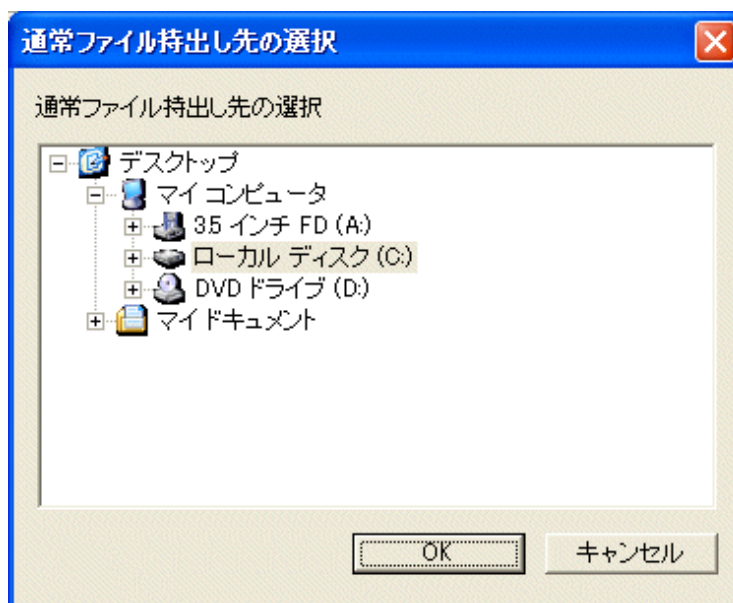 通常ファイル持出し先の選択
通常ファイル持出し先の選択
デスクトップ
マイ コンピュータ
3.5 インチ FD (A:)
ローカル ディスク (C:)
DVD ドライブ (D:)
マイ ドキュメント
OK
キャンセル